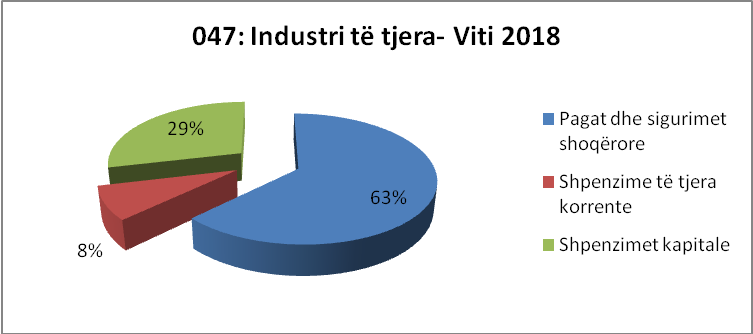 047: Industri të tjera- Viti 2018
29%
63%
8%
Pagat dhe sigurimet
shoqërore
Shpenzime të tjera
korrente
Shpenzimet kapitale